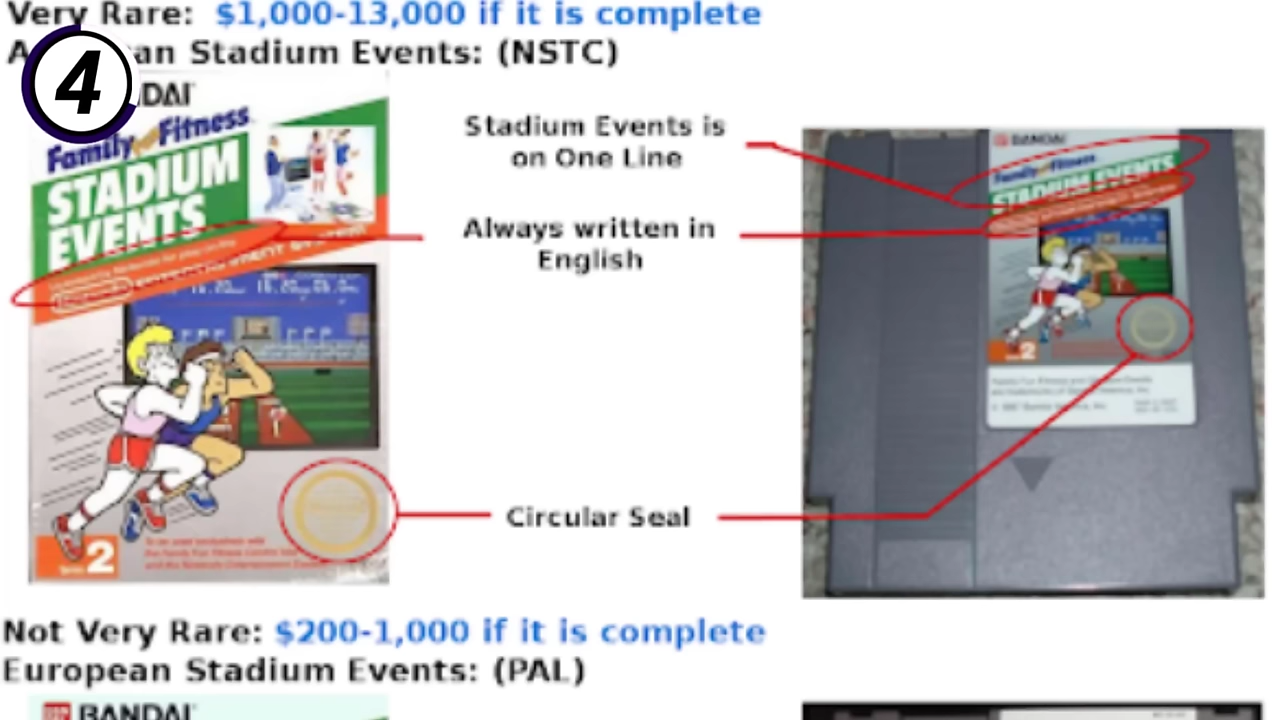 Very Rare: $1,000-13,000 if it is complete
4
an Stadium Events: (NSTC)
BANDAI
Family Fitness
STADIUM
EVENTS
2
Stadium Events is
on One Line
Always written in
English
Circular Seal
BANDAI
Family Fitness
STADIUM EVENTS
2
Not Very Rare: $200-1,000 if it is complete
European Stadium Events: (PAL)
BANDAI